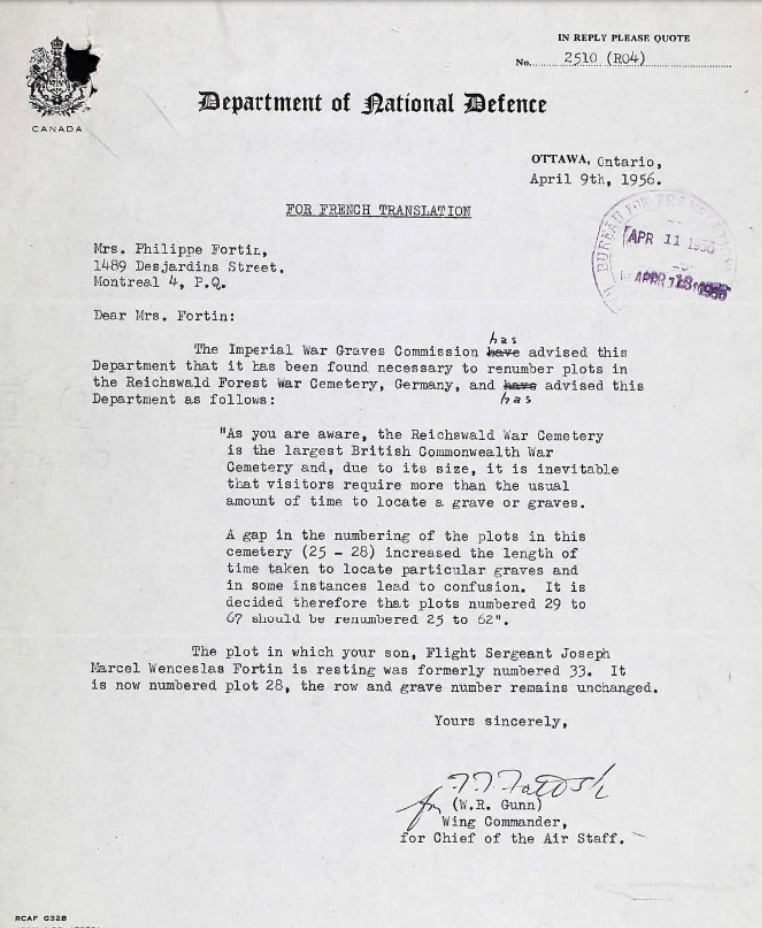 IN REPLY PLEASE QUOTE
No. 2510 (RO4)
CANADA
Department of National Defence
OTTAWA, Ontario,
April 9th, 1956.
FOR FRENCH TRANSLATION
BUREAU FOR TRANSLATIONS
APR 11 1956
Mrs. Philippe Fortin,
1489 Desjardins Street,
Montreal 4, P.Q.
Dear Mrs. Fortin:
has
The Imperial War Graves Commission have advised this
Department that it has been found necessary to renumber plots in
the Reichswald Forest War Cemetery, Germany, and have advised this
Department as follows:
has
"As you are aware, the Reichswald War Cemetery
is the largest British Commonwealth War
Cemetery and, due to its size, it is inevitable
that visitors require more than the usual
amount of time to locate a grave or graves.
A gap in the numbering of the plots in this
cemetery (25 - 28) increased the length of
time taken to locate particular graves and
in some instances lead to confusion. It is
decided therefore that plots numbered 29 to
67 should be renumbered 25 to 62".
The plot in which your son, Flight Sergeant Joseph
Marcel Wenceslas Fortin is resting was formerly numbered 33. It
is now numbered plot 28, the row and grave number remains unchanged.
Yours sincerely,
for (W.R. Gunn)
Wing Commander,
for Chief of the Air Staff.
RCAF G32B